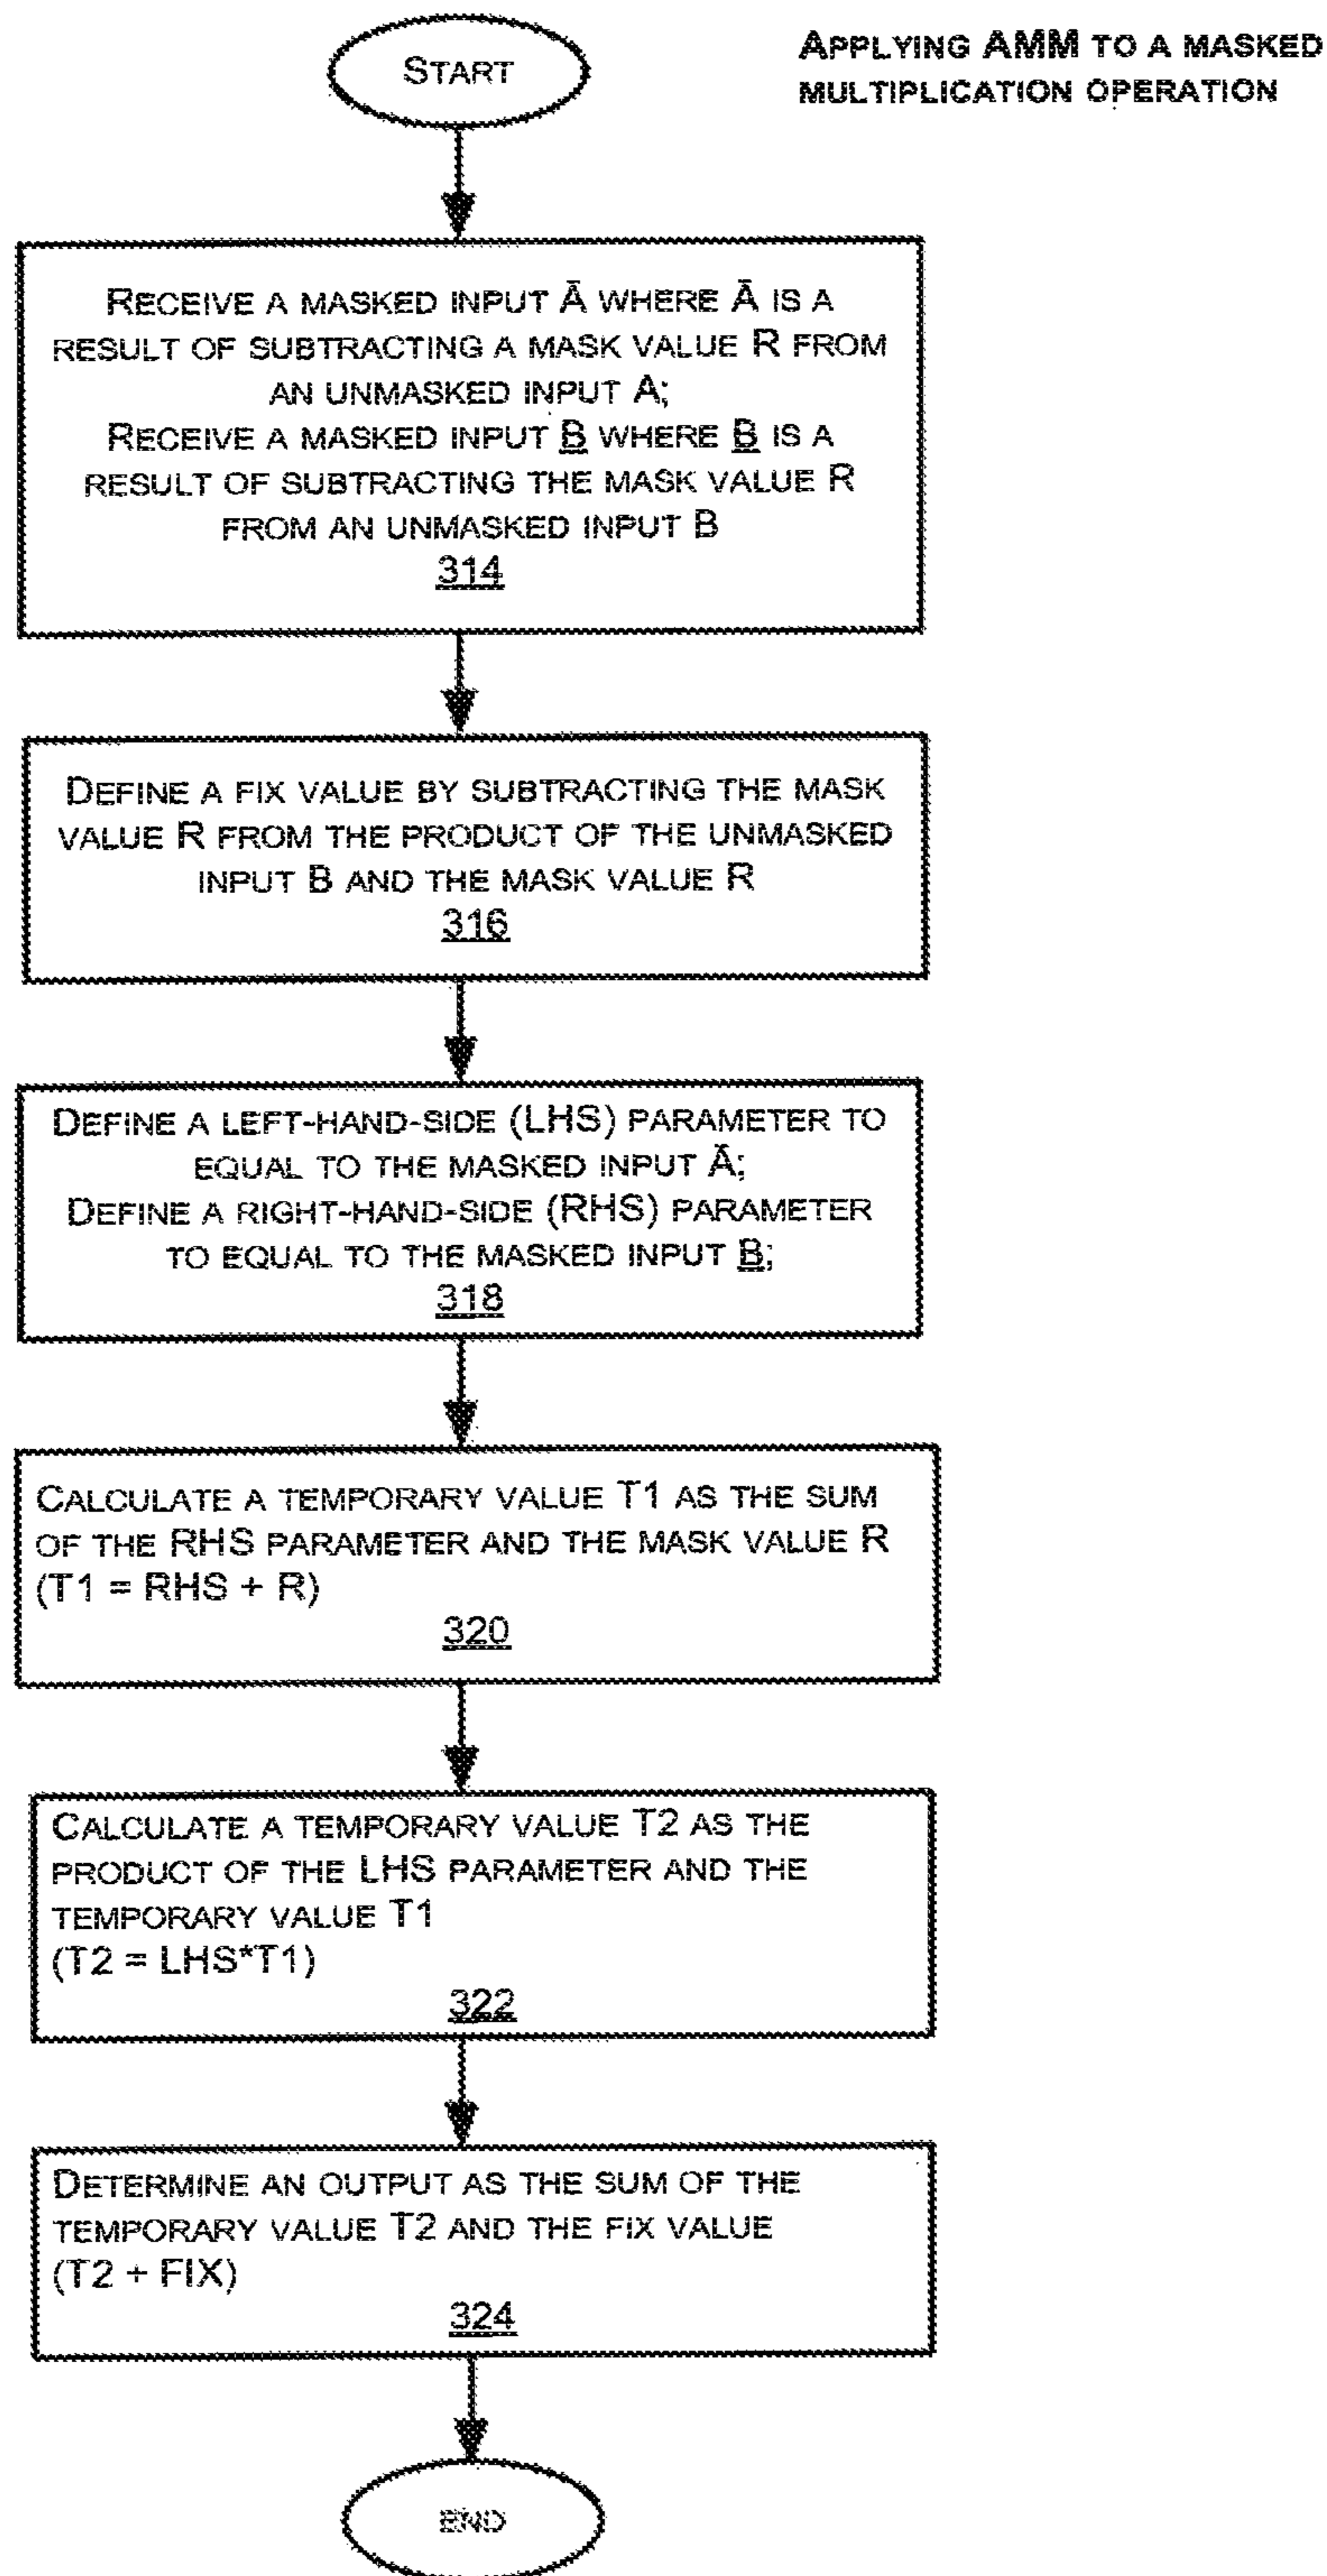 START
APPLYING AMM TO A MASKED
MULTIPLICATION OPERATION
RECEIVE A MASKED INPUT Ā WHERE Ā IS A
RESULT OF SUBTRACTING A MASK VALUE R FROM
AN UNMASKED INPUT A;
RECEIVE A MASKED INPUT B WHERE B IS A
RESULT OF SUBTRACTING THE MASK VALUE R
FROM AN UNMASKED INPUT B
314
DEFINE A FIX VALUE BY SUBTRACTING THE MASK
VALUE R FROM THE PRODUCT OF THE UNMASKED
INPUT B AND THE MASK VALUE R
316
DEFINE A LEFT-HAND-SIDE (LHS) PARAMETER TO
EQUAL TO THE MASKED INPUT Ā;
DEFINE A RIGHT-HAND-SIDE (RHS) PARAMETER
TO EQUAL TO THE MASKED INPUT B;
318
CALCULATE A TEMPORARY VALUE T1 AS THE SUM
OF THE RHS PARAMETER AND THE MASK VALUE R
(T1 = RHS + R)
320
CALCULATE A TEMPORARY VALUE T2 AS THE
PRODUCT OF THE LHS PARAMETER AND THE
TEMPORARY VALUE T1
(T2 = LHS*T1)
322
DETERMINE AN OUTPUT AS THE SUM OF THE
TEMPORARY VALUE T2 AND THE FIX VALUE
(T2 + FIX)
324
END